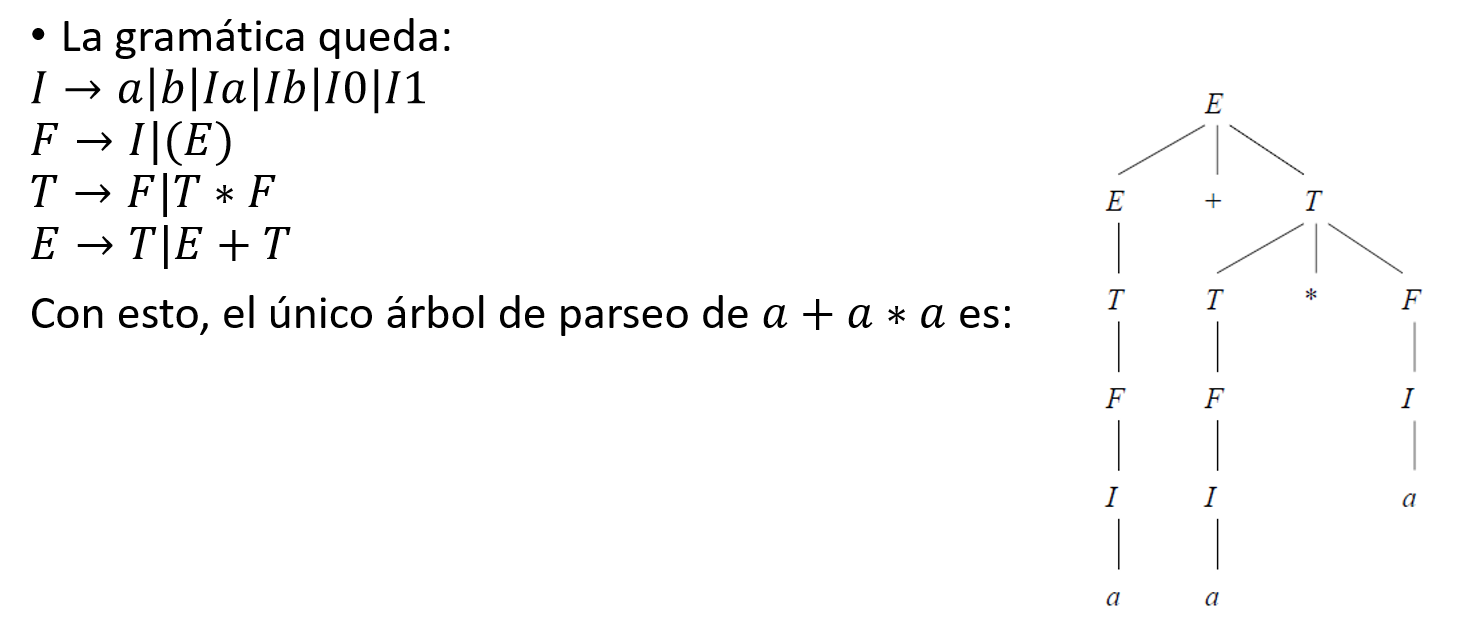 • La gramática queda:
I → a|b|Ia|Ib|I0|I1
F → I|(E)
T → F|T ∗ F
E → T|E + T
Con esto, el único árbol de parseo de a + a ∗ a es:
E
E + T
T T * F
F F I
I I a
a a